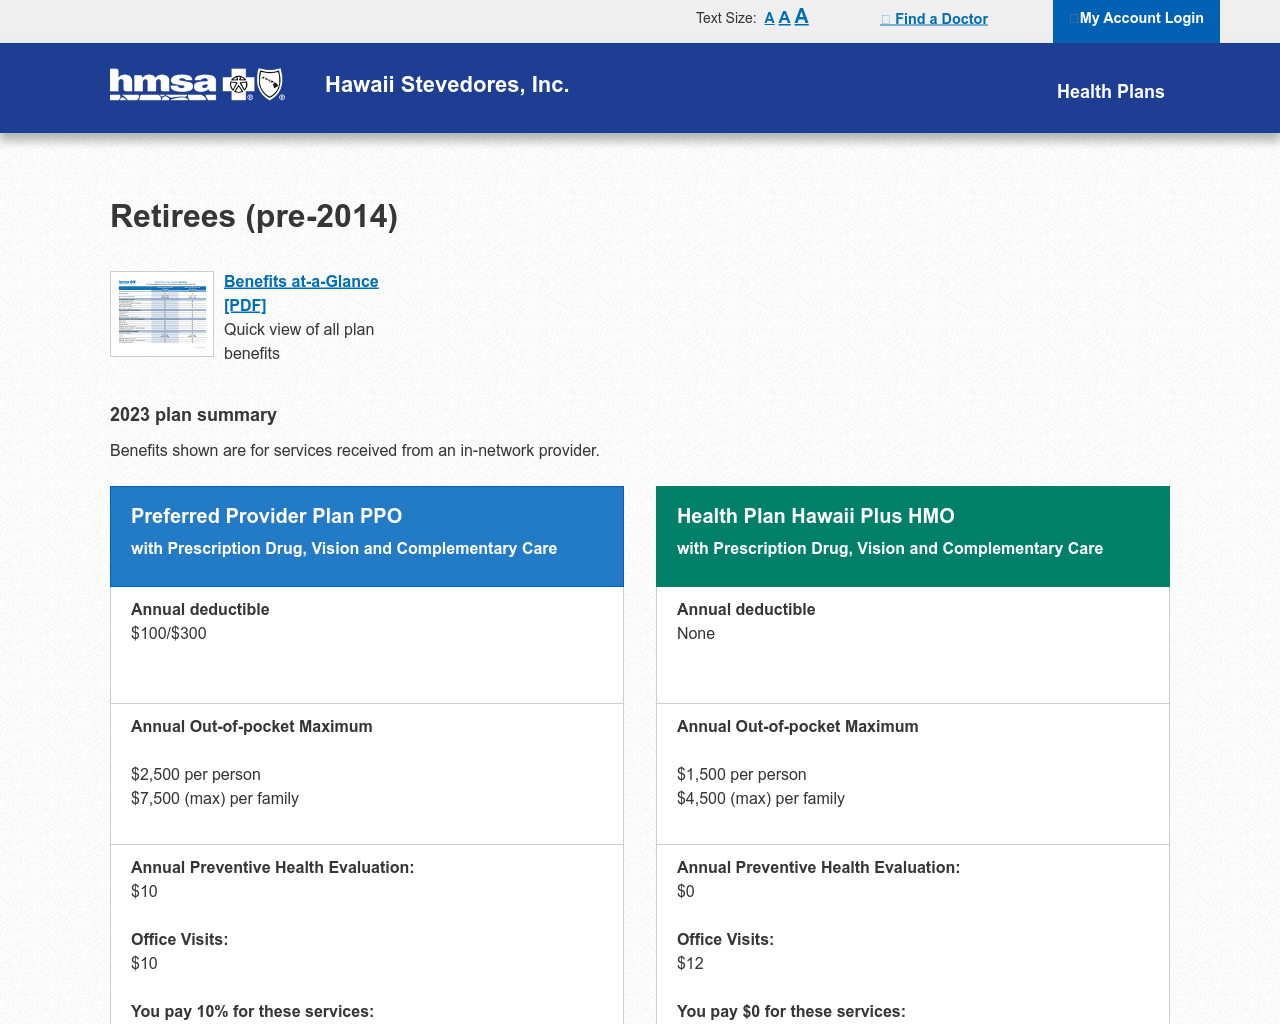 Text Size: A A A
Find a Doctor
My Account Login
hmsa
Hawaii Stevedores, Inc.
Health Plans
Retirees (pre-2014)
Benefits at-a-Glance
[PDF]
Quick view of all plan
benefits
2023 plan summary
Benefits shown are for services received from an in-network provider.
Preferred Provider Plan PPO
with Prescription Drug, Vision and Complementary Care
Annual deductible
$100/$300
Annual Out-of-pocket Maximum
$2,500 per person
$7,500 (max) per family
Annual Preventive Health Evaluation:
$10
Office Visits:
$10
You pay 10% for these services:
Health Plan Hawaii Plus HMO
with Prescription Drug, Vision and Complementary Care
Annual deductible
None
Annual Out-of-pocket Maximum
$1,500 per person
$4,500 (max) per family
Annual Preventive Health Evaluation:
$0
Office Visits:
$12
You pay $0 for these services: